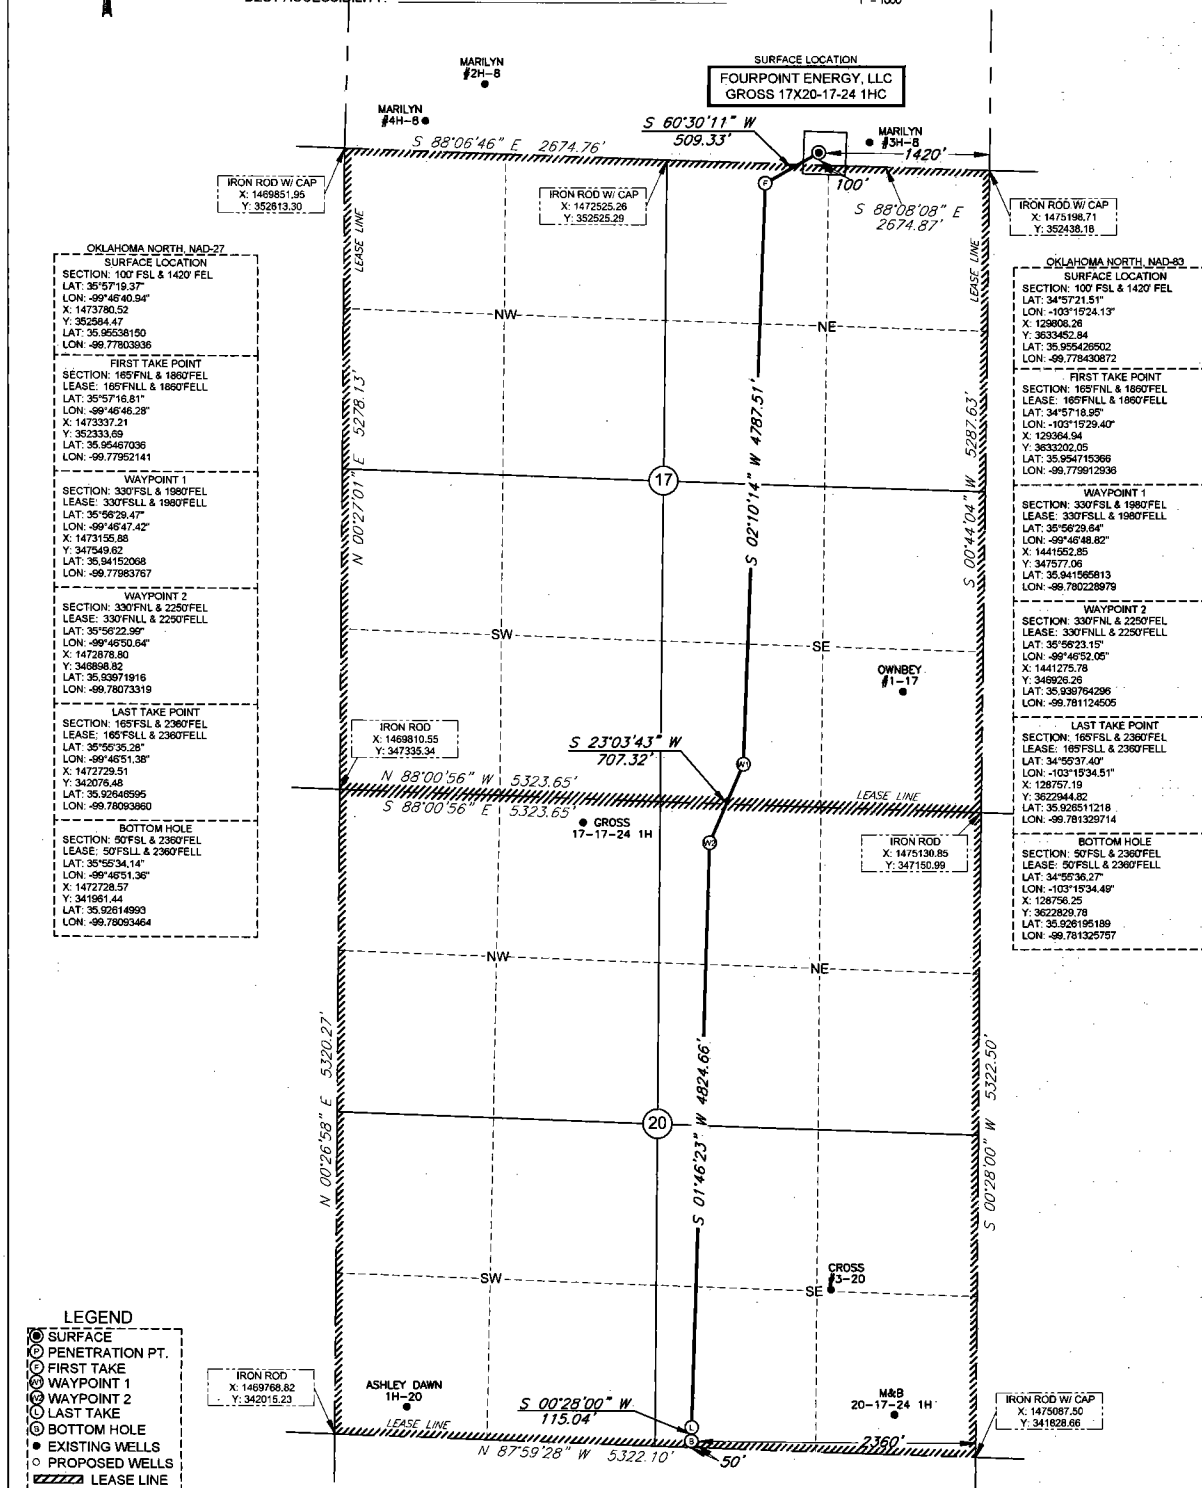 SURFACE LOCATION
FOURPOINT ENERGY, LLC
GROSS 17X20-17-24 1HC
MARILYN
#2H-8
MARILYN
#4H-8
S 60°30'11" W
509.33'
MARILYN
#3H-8
1420'
100'
S 88°06'46" E 2674.76'
S 88°08'08" E
2674.87'
IRON ROD W/ CAP
X: 1469851.95
Y: 352613.30
IRON ROD W/ CAP
X: 1472525.26
Y: 352525.29
IRON ROD W/ CAP
X: 1475198.71
Y: 352438.18
OKLAHOMA NORTH, NAD-27
SURFACE LOCATION
SECTION: 100' FSL & 1420' FEL
LAT: 35°57'19.37"
LON: -99°46'40.94"
X: 1473780.52
Y: 352584.47
LAT: 35.95538150
LON: -99.77803936
FIRST TAKE POINT
SECTION: 165'FNL & 1860'FEL
LEASE: 165'FNLL & 1860'FELL
LAT: 35°57'16.81"
LON: -99°46'46.28"
X: 1473337.21
Y: 352333.69
LAT: 35.95467036
LON: -99.77952141
WAYPOINT 1
SECTION: 330'FSL & 1980'FEL
LEASE: 330'FSLL & 1980'FELL
LAT: 35°56'29.47"
LON: -99°46'47.42"
X: 1473155.88
Y: 347549.62
LAT: 35.94152068
LON: -99.77983767
WAYPOINT 2
SECTION: 330'FNL & 2250'FEL
LEASE: 330'FNLL & 2250'FELL
LAT: 35°56'22.99"
LON: -99°46'50.64"
X: 1472878.80
Y: 346898.82
LAT: 35.93971916
LON: -99.78073319
LAST TAKE POINT
SECTION: 165'FSL & 2360'FEL
LEASE: 165'FSLL & 2360'FELL
LAT: 35°55'35.28"
LON: -99°46'51.38"
X: 1472729.51
Y: 342076.48
LAT: 35.92646595
LON: -99.78093860
BOTTOM HOLE
SECTION: 50'FSL & 2360'FEL
LEASE: 50'FSLL & 2360'FELL
LAT: 35°55'34.14"
LON: -99°46'51.36"
X: 1472728.57
Y: 341961.44
LAT: 35.92614993
LON: -99.78093464
OKLAHOMA NORTH, NAD-83
SURFACE LOCATION
SECTION: 100' FSL & 1420' FEL
LAT: 34°57'21.51"
LON: -103°15'24.13"
X: 129808.26
Y: 3633452.84
LAT: 35.955426502
LON: -99.778430872
FIRST TAKE POINT
SECTION: 165'FNL & 1860'FEL
LEASE: 165'FNLL & 1860'FELL
LAT: 34°57'18.95"
LON: -103°15'29.40"
X: 129364.94
Y: 3633202.05
LAT: 35.954715366
LON: -99.779912936
WAYPOINT 1
SECTION: 330'FSL & 1980'FEL
LEASE: 330'FSLL & 1980'FELL
LAT: 35°56'29.64"
LON: -99°46'48.82"
X: 1441552.85
Y: 347577.06
LAT: 35.941565813
LON: -99.780228979
WAYPOINT 2
SECTION: 330'FNL & 2250'FEL
LEASE: 330'FNLL & 2250'FELL
LAT: 35°56'23.15"
LON: -99°46'52.05"
X: 1441275.78
Y: 346926.26
LAT: 35.939764296
LON: -99.781124505
LAST TAKE POINT
SECTION: 165'FSL & 2360'FEL
LEASE: 165'FSLL & 2360'FELL
LAT: 34°55'37.40"
LON: -103°15'34.51"
X: 128757.19
Y: 3622944.82
LAT: 35.926511218
LON: -99.781329714
BOTTOM HOLE
SECTION: 50'FSL & 2360'FEL
LEASE: 50'FSLL & 2360'FELL
LAT: 34°55'36.27"
LON: -103°15'34.49"
X: 128756.25
Y: 3622829.78
LAT: 35.926195189
LON: -99.781325757
LEASE LINE
LEASE LINE
NW
NE
N 00°27'01" E 5278.13'
S 02°10'14" W 4787.51'
S 00°44'04" W 5287.63'
17
SW
SE
OWNBEY
#1-17
IRON ROD
X: 1469810.55
Y: 347335.34
S 23°03'43" W
707.32'
W1
N 88°00'56" W 5323.65'
S 88°00'56" E 5323.65'
LEASE LINE
GROSS
17-17-24 1H
W2
IRON ROD
X: 1475130.85
Y: 347150.99
NW
NE
N 00°26'58" E 5320.27'
S 01°46'23" W 4824.66'
S 00°28'00" W 5322.50'
20
SW
SE
CROSS
#3-20
LEGEND
SURFACE
P PENETRATION PT.
F FIRST TAKE
W1 WAYPOINT 1
W2 WAYPOINT 2
L LAST TAKE
B BOTTOM HOLE
EXISTING WELLS
PROPOSED WELLS
LEASE LINE
IRON ROD
X: 1469768.82
Y: 342015.23
ASHLEY DAWN
1H-20
LEASE LINE
S 00°28'00" W
115.04'
L
B
M&B
20-17-24 1H
2360'
50'
N 87°59'28" W 5322.10'
IRON ROD W/ CAP
X: 1475087.50
Y: 341828.66
F